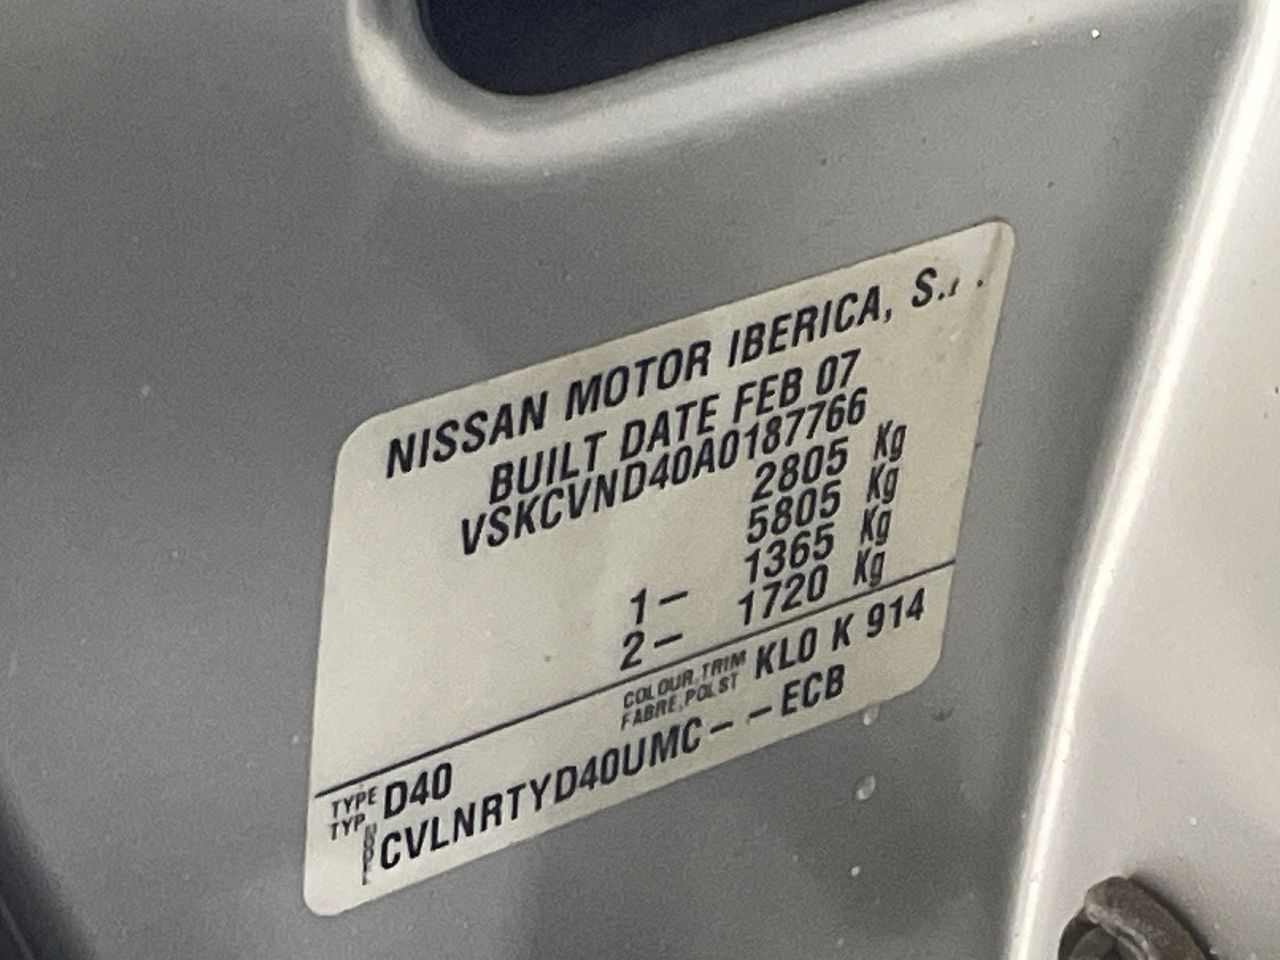 NISSAN MOTOR IBERICA, S.
BUILT DATE FEB 07
VSKCVND40A0187766
2805 Kg
5805 Kg
1 – 1365 Kg
2 – 1720 Kg
COLOUR,TRIM KL0 K 914
FABRE,POLST
TYPE D40
TYP.
CVLNRTYD40UMC – – ECB